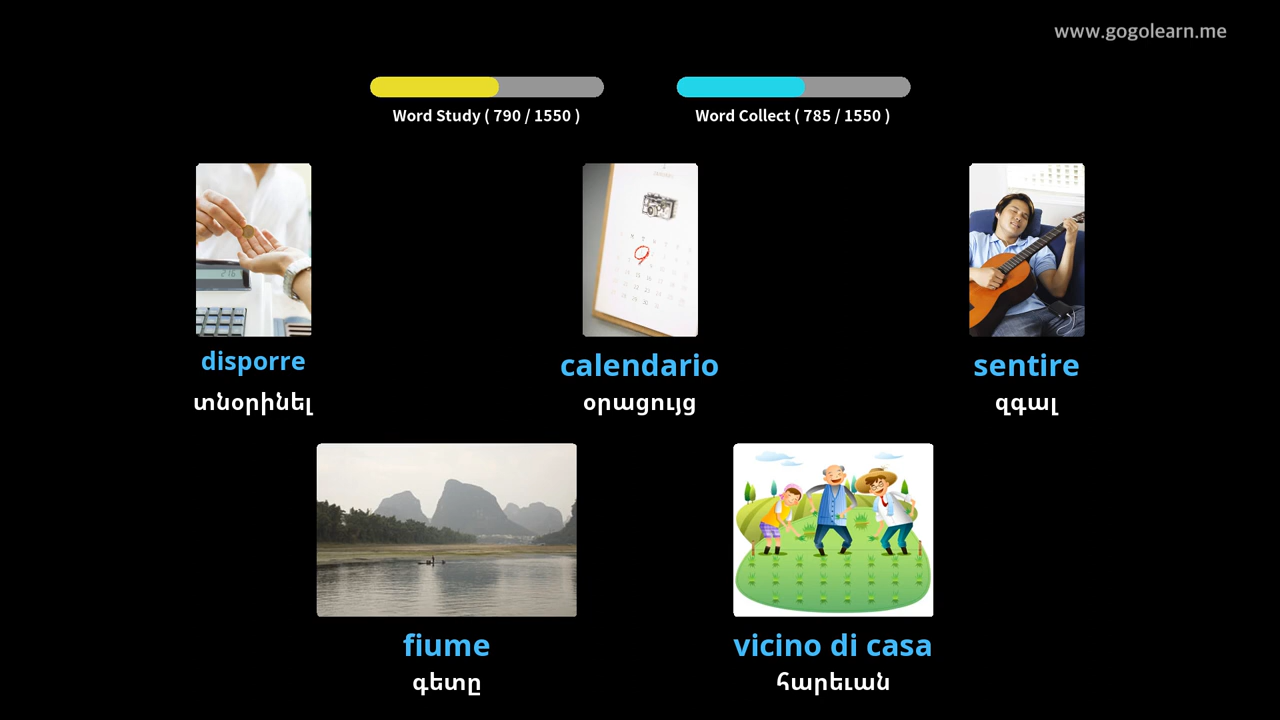 www.gogolearn.me
Word Study ( 790 / 1550 )
Word Collect ( 785 / 1550 )
disporre
calendario
sentire
տնօրինել
օրացույց
զգալ
fiume
vicino di casa
գետը
հարեւան